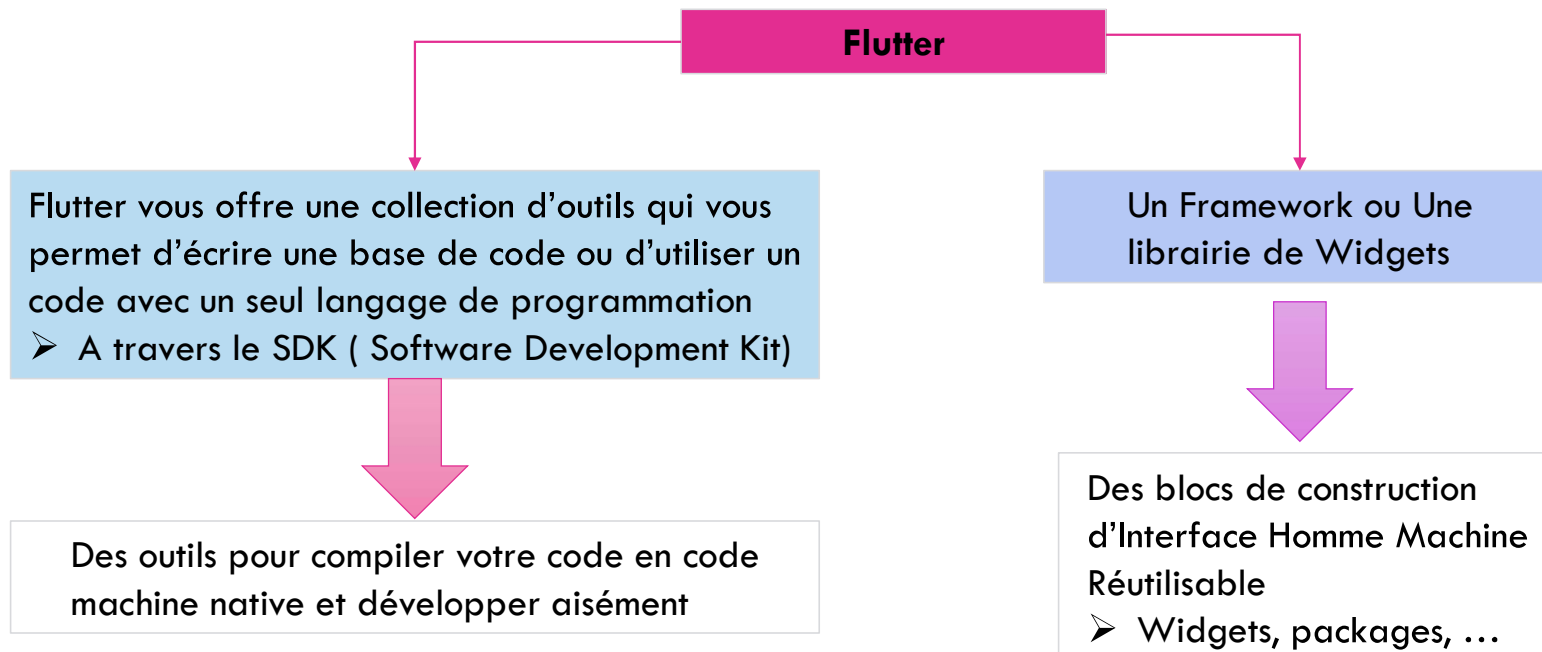 Flutter
Flutter vous offre une collection d’outils qui vous
permet d’écrire une base de code ou d’utiliser un
code avec un seul langage de programmation
➢ A travers le SDK ( Software Development Kit)
Des outils pour compiler votre code en code
machine native et développer aisément
Un Framework ou Une
librairie de Widgets
Des blocs de construction
d’Interface Homme Machine
Réutilisable
➢ Widgets, packages, …